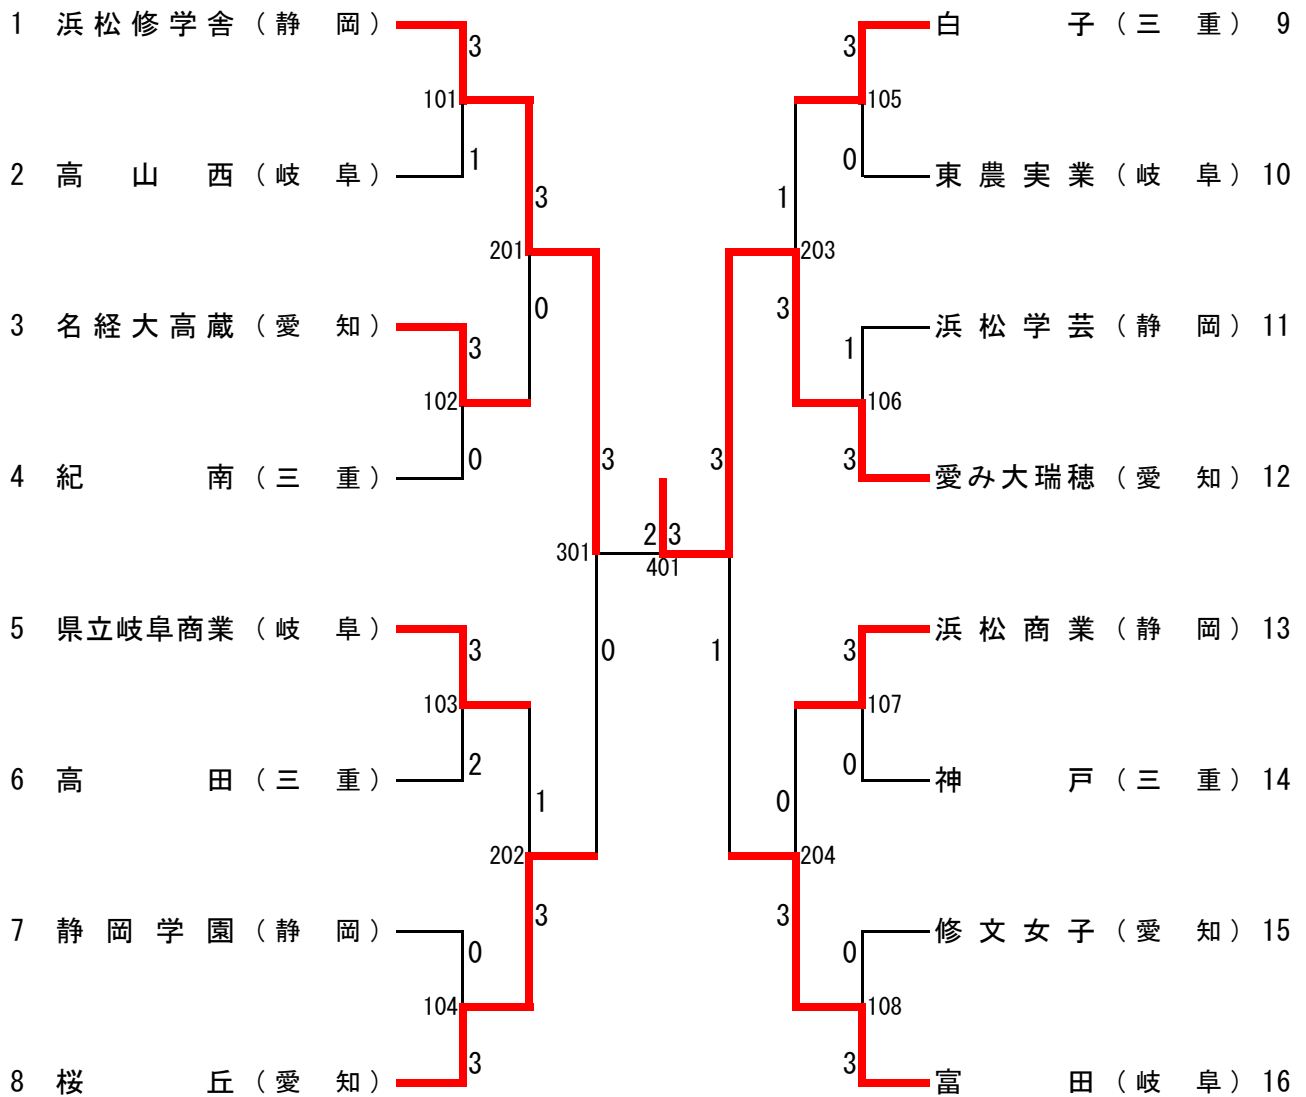 1 浜松修学舎（静 岡） 3 3 白 子（三 重） 9
101 105
2 高 山 西（岐 阜） 1 0 東農実業（岐 阜）10
3 1
201 203
0 3
3 名経大高蔵（愛 知） 3 1 浜松学芸（静 岡）11
102 106
4 紀 南（三 重） 0 3 愛み大瑞穂（愛 知）12
3 3
2 3
301 401
5 県立岐阜商業（岐 阜） 3 3 浜松商業（静 岡）13
0 1
103 107
6 高 田（三 重） 2 0 神 戸（三 重）14
1 0
202 204
3 3
7 静岡学園（静 岡） 0 0 修文女子（愛 知）15
104 108
8 桜 丘（愛 知） 3 3 富 田（岐 阜）16